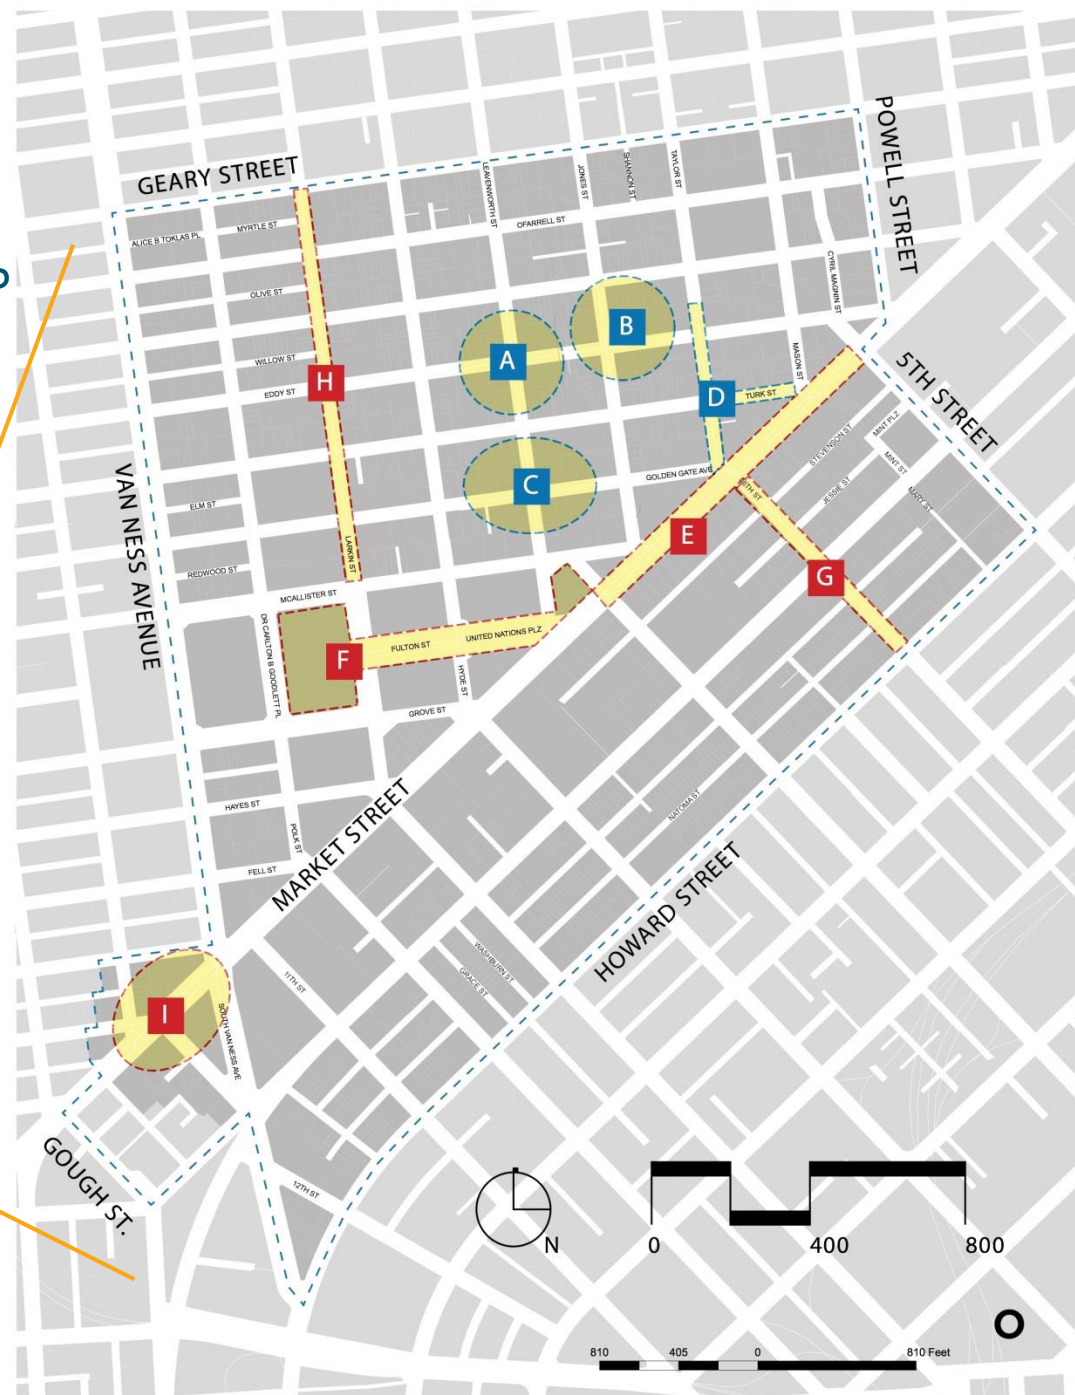 POWELL STREET
GEARY STREET
LEAVENWORTH ST
JONES ST
SHANNON ST
TAYLOR ST
ALICE B TOKLAS PL
MYRTLE ST
OFARRELL ST
CYRIL MAGNIN ST
OLIVE ST
B
WILLOW ST
A
MASON ST
H
EDDY ST
D
TURK ST
5TH STREET
MINT PLZ
STEVENSON ST
MINT ST
VAN NESS AVENUE
GOLDEN GATE AVE
C
6TH ST
JESSIE ST
MARY ST
ELM ST
E
LARKIN ST
REDWOOD ST
G
MCALLISTER ST
DR CARLTON B GOODLETT PL
F
FULTON ST
UNITED NATIONS PLZ
HYDE ST
GROVE ST
HAYES ST
POLK ST
MARKET STREET
NATOMA ST
FELL ST
HOWARD STREET
11TH ST
WASHBURN ST
GRACE ST
I
SOUTH VAN NESS AVE
GOUGH ST.
12TH ST
N
0 400 800
810 405 0 810 Feet